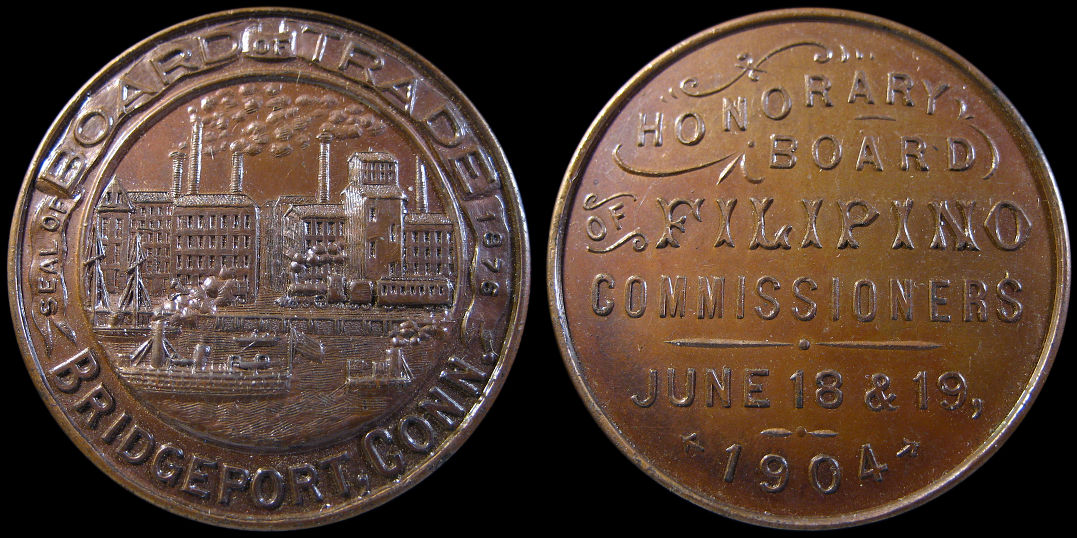 SEAL OF BOARD OF TRADE 1876
BRIDGEPORT, CONN.
HONORARY
BOARD
OF FILIPINO
COMMISSIONERS
JUNE 18 & 19,
1904